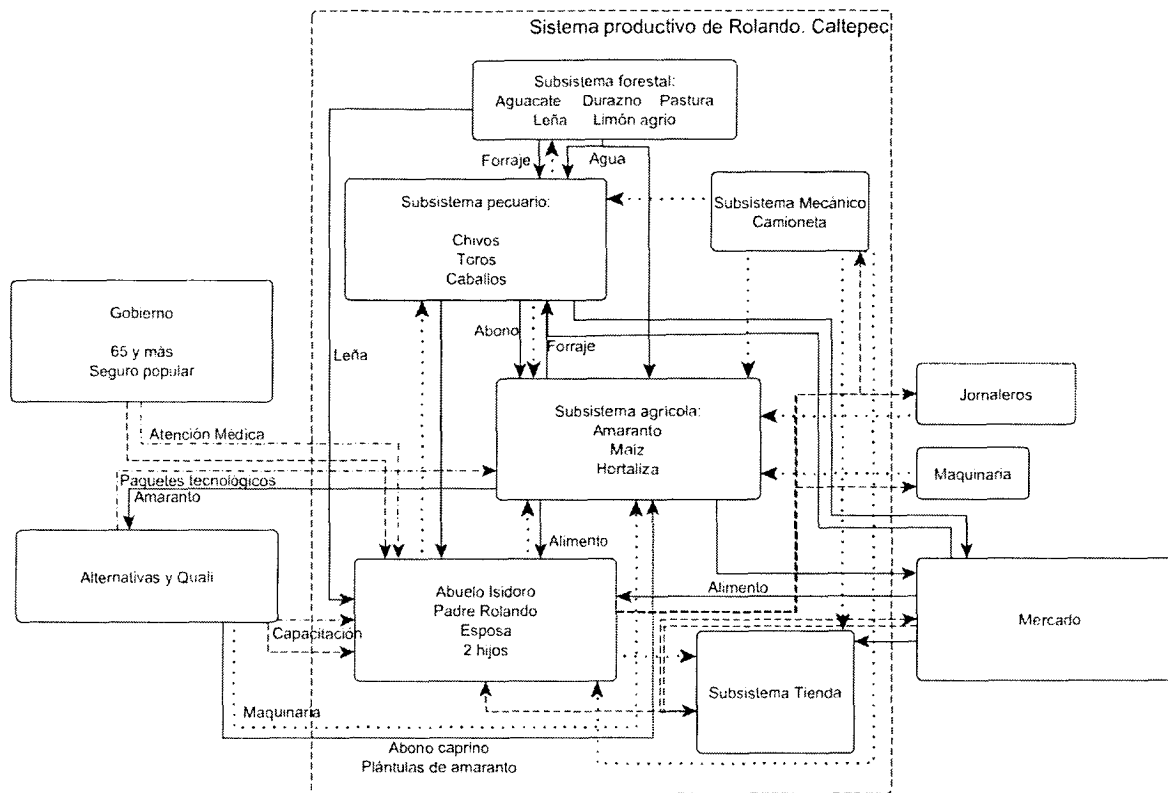 Sistema productivo de Rolando. Caltepec
Subsistema forestal:
Aguacate Durazno Pastura
Leña Limón agrio
Forraje
Agua
Subsistema pecuario:
Chivos
Toros
Caballos
Subsistema Mecánico
Camioneta
Gobierno
65 y más
Seguro popular
Leña
Abono
Forraje
Subsistema agrícola:
Amaranto
Maíz
Hortaliza
Jornaleros
Maquinaria
Atención Médica
Paquetes tecnológicos
Amaranto
Alternativas y Quali
Alimento
Abuelo Isidoro
Padre Rolando
Esposa
2 hijos
Alimento
Mercado
Capacitación
Subsistema Tienda
Maquinaria
Abono caprino
Plántulas de amaranto